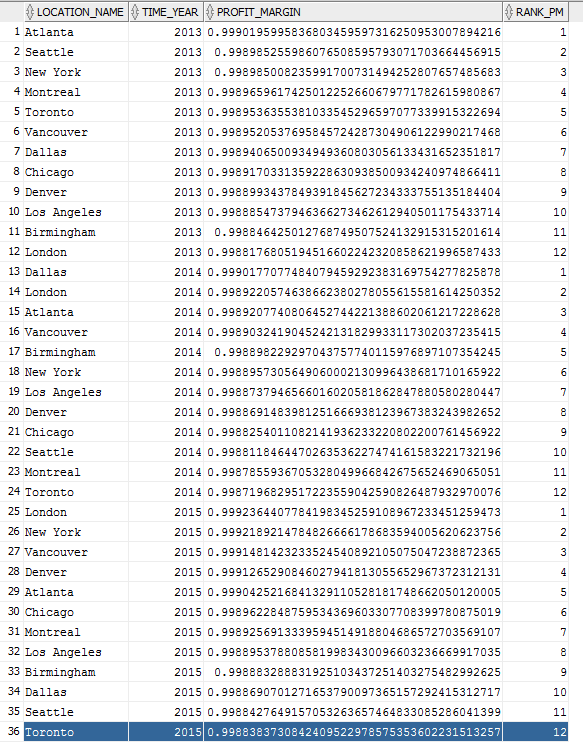 LOCATION_NAME TIME_YEAR PROFIT_MARGIN RANK_PM
1 Atlanta 2013 0.9990195995836803459597316250953007894216 1
2 Seattle 2013 0.998985255986076508595793071703664456915 2
3 New York 2013 0.998985008235991700731494252807657485683 3
4 Montreal 2013 0.9989659617425012252660679771782615980867 4
5 Toronto 2013 0.9989536355381033545296597077339915322694 5
6 Vancouver 2013 0.9989520537695845724287304906122990217468 6
7 Dallas 2013 0.9989406500934949360803056133431652351817 7
8 Chicago 2013 0.9989170331359228630938500934240974866411 8
9 Denver 2013 0.9988993437849391845627234333755135184404 9
10 Los Angeles 2013 0.9988854737946366273462612940501175433714 10
11 Birmingham 2013 0.998846425012768749507524132915315201614 11
12 London 2013 0.9988176805194516602242320858621996587433 12
13 Dallas 2014 0.9990177077484079459292383169754277825878 1
14 London 2014 0.9989220574638662380278055615581614250352 2
15 Atlanta 2014 0.9989207740806452744221388602061217228628 3
16 Vancouver 2014 0.9989032419045242131829933117302037235415 4
17 Birmingham 2014 0.998898229297043757740115976897107354245 5
18 New York 2014 0.9988957305649060002130996438681710165922 6
19 Los Angeles 2014 0.9988737946566016020581862847880580280447 7
20 Denver 2014 0.9988691483981251666938123967383243982652 8
21 Chicago 2014 0.9988254011082141936233220802200761456922 9
22 Seattle 2014 0.9988118464470263536227474161583221732196 10
23 Montreal 2014 0.9987855936705328049966842675652469065051 11
24 Toronto 2014 0.9987196829517223559042590826487932970076 12
25 London 2015 0.9992364407784198345259108967233451259473 1
26 New York 2015 0.9992189214784826666178683594005620623756 2
27 Vancouver 2015 0.9991481423233524540892105075047238872365 3
28 Denver 2015 0.9991265290846027941813055652967372312131 4
29 Atlanta 2015 0.9990425216841329110528181748662050120005 5
30 Chicago 2015 0.9989622848759534369603307708399780875019 6
31 Montreal 2015 0.9989256913339594514918804686572703569107 7
32 Los Angeles 2015 0.9989537880858199834300966032366699170​35 8
33 Birmingham 2015 0.998883288831925103437251403275482992625 9
34 Dallas 2015 0.9988690701271653790097365157292415312717 10
35 Seattle 2015 0.9988427649157053263657464833085286041399 11
36 Toronto 2015 0.9988383730842409522978575353602231513257 12